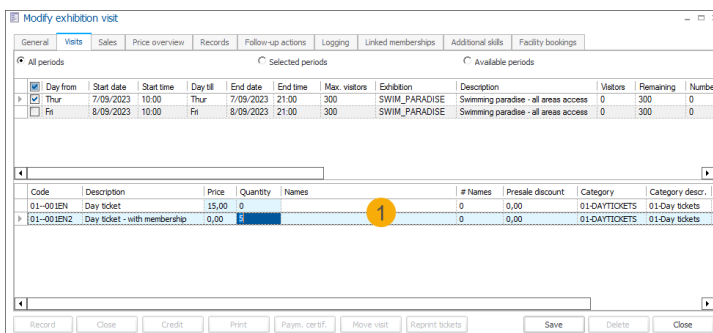 Modify exhibition visit
General Visits Sales Price overview Records Follow-up actions Logging Linked memberships Additional skills Facility bookings
All periods Selected periods Available periods
Day from Start date Start time Day till End date End time Max. visitors Exhibition Description Visitors Remaining Numbe
Thur 7/09/2023 10:00 Thur 7/09/2023 21:00 300 SWIM_PARADISE Swimming paradise - all areas access 0 300 0
Fri 8/09/2023 10:00 Fri 8/09/2023 21:00 300 SWIM_PARADISE Swimming paradise - all areas access 0 300 0
Code Description Price Quantity Names # Names Presale discount Category Category descr.
01--001EN Day ticket 15,00 0 0 0,00 01-DAYTICKETS 01-Day tickets
01--001EN2 Day ticket - with membership 0,00 5 1 0 0,00 01-DAYTICKETS 01-Day tickets
Record Close Credit Print Paym. certif. Move visit Reprint tickets Save Delete Close